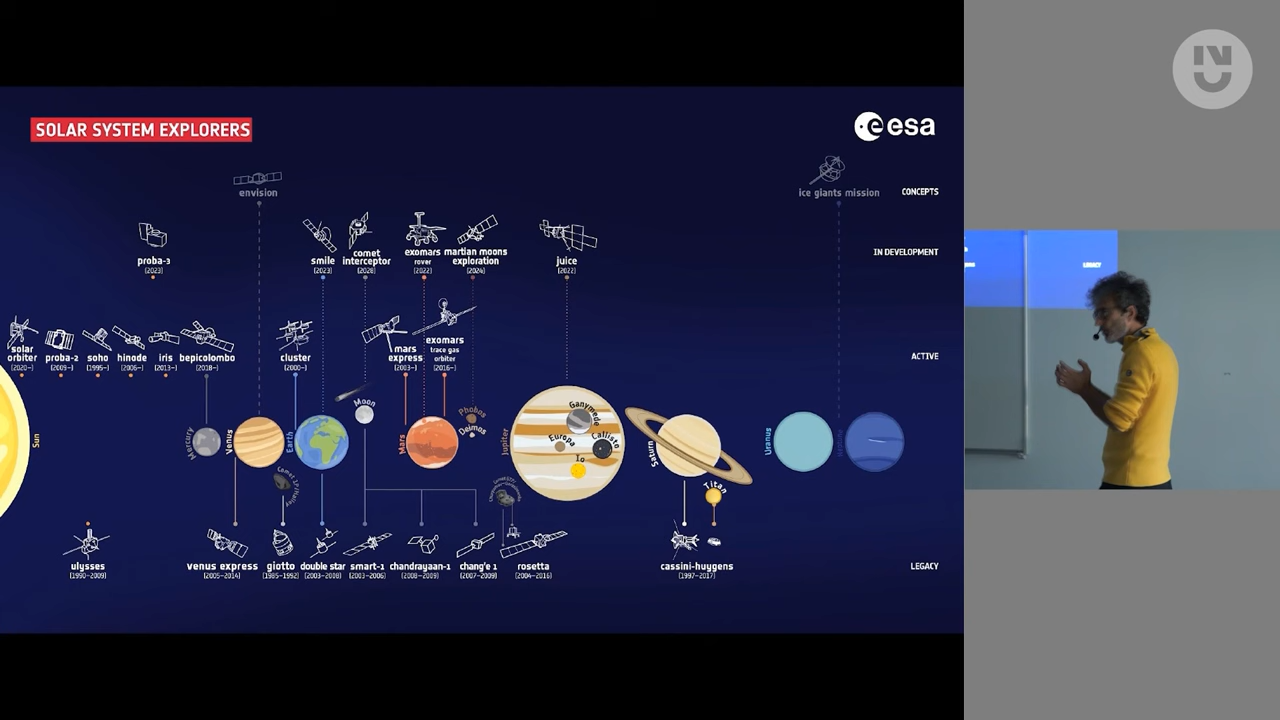 SOLAR SYSTEM EXPLORERS
esa
envision
ice giants mission
CONCEPTS
proba-3
(2023)
smile
(2023)
comet
interceptor
(2028)
exomars
rover
(2022)
martian moons
exploration
(2024)
juice
(2022)
IN DEVELOPMENT
solar
orbiter
(2020-)
proba-2
(2009-)
soho
(1995-)
hinode
(2006-)
iris
(2013-)
bepicolombo
(2018-)
cluster
(2000-)
mars
express
(2003-)
exomars
trace gas
orbiter
(2016-)
ACTIVE
Sun
Mercury
Venus
Earth
Moon
Mars
Phobos
Deimos
Jupiter
Ganymede
Europa
Callisto
Io
Saturn
Titan
Uranus
ulysses
(1990-2009)
venus express
(2005-2014)
giotto
(1985-1992)
double star
(2003-2008)
smart-1
(2003-2006)
chandrayaan-1
(2008-2009)
chang'e 1
(2007-2009)
rosetta
(2004-2016)
cassini-huygens
(1997-2017)
LEGACY
LEGACY